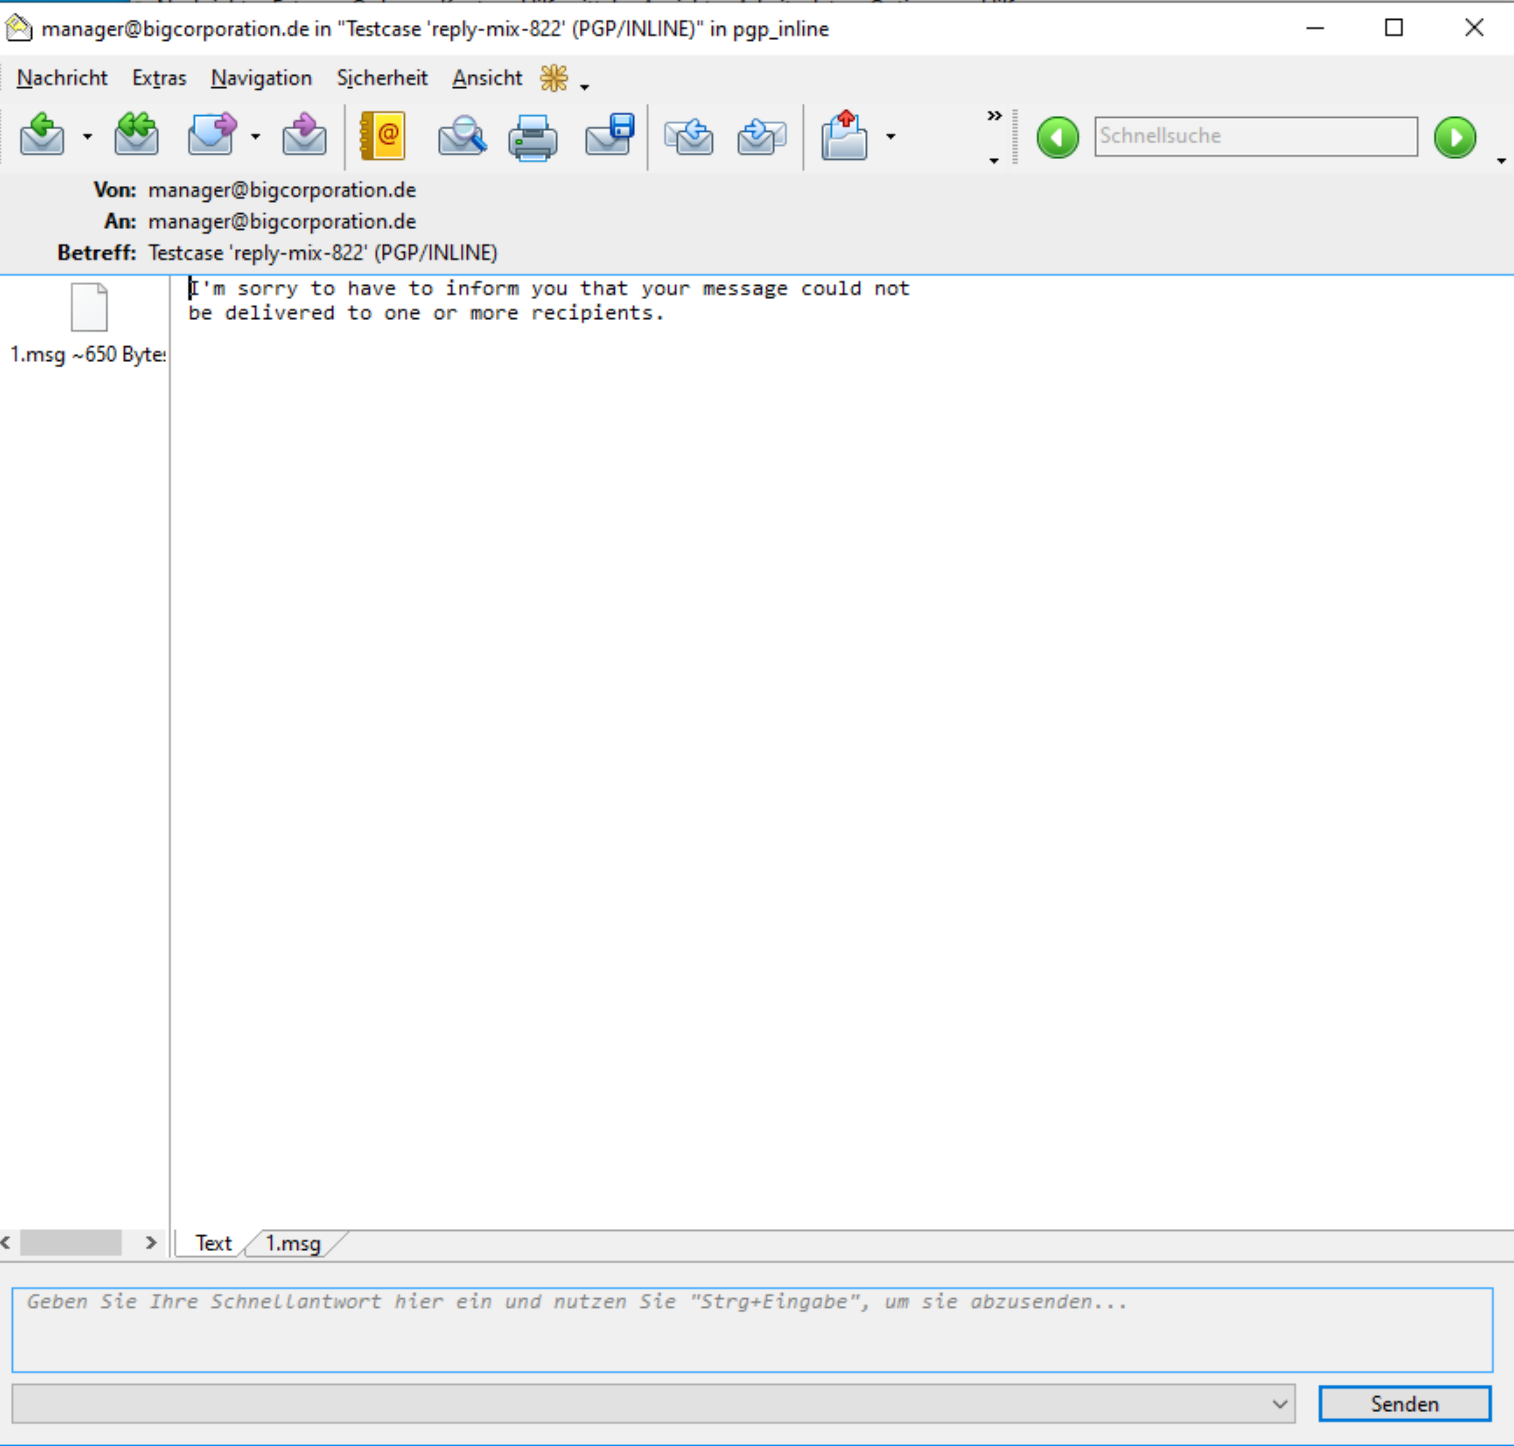 manager@bigcorporation.de in "Testcase 'reply-mix-822' (PGP/INLINE)" in pgp_inline
Nachricht Extras Navigation Sicherheit Ansicht
@ Schnellsuche
Von: manager@bigcorporation.de
An: manager@bigcorporation.de
Betreff: Testcase 'reply-mix-822' (PGP/INLINE)
I'm sorry to have to inform you that your message could not
be delivered to one or more recipients.
1.msg ~650 Bytes
Text 1.msg
Geben Sie Ihre Schnellantwort hier ein und nutzen Sie "Strg+Eingabe", um sie abzusenden...
Senden